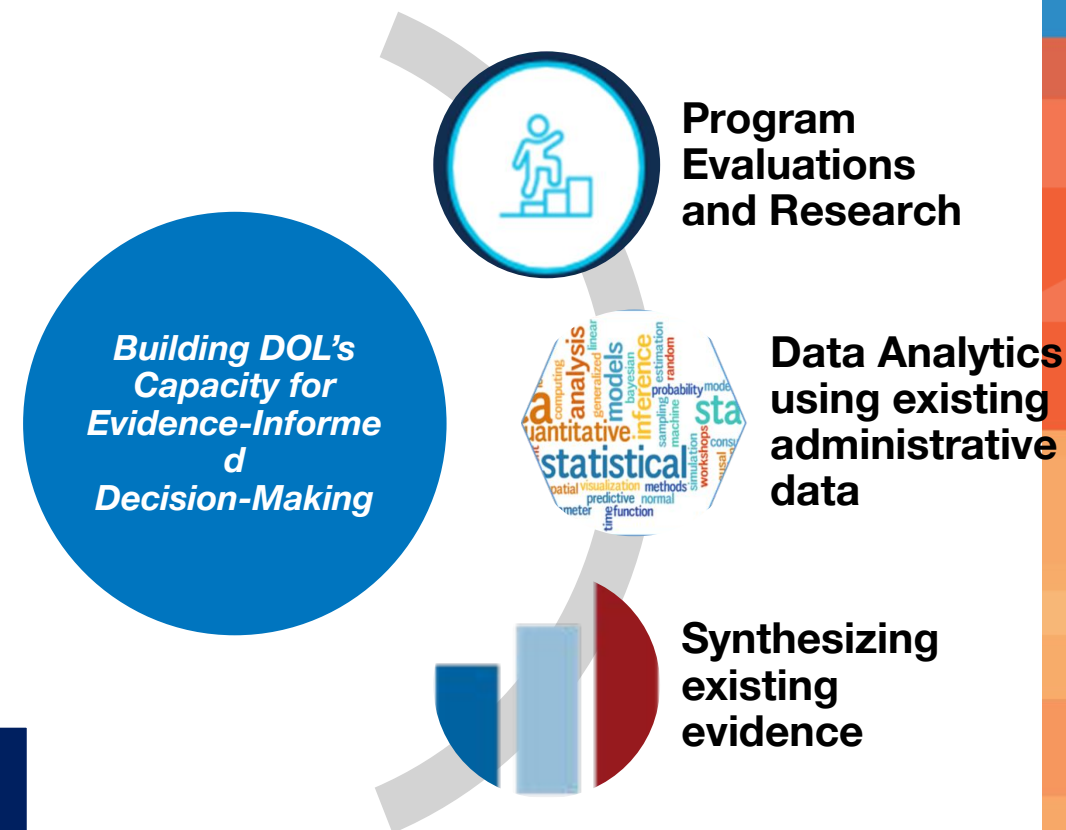 Building DOL’s
Capacity for
Evidence-Informe
d
Decision-Making
Program
Evaluations
and Research
computing
analysis
generalized
linear
models
bayesian
inference
estimation
random
probability
sampling
machine
statistical
simulation
workshops
visualization
methods
predictive normal
time
function
Data Analytics
using existing
administrative
data
Synthesizing
existing
evidence